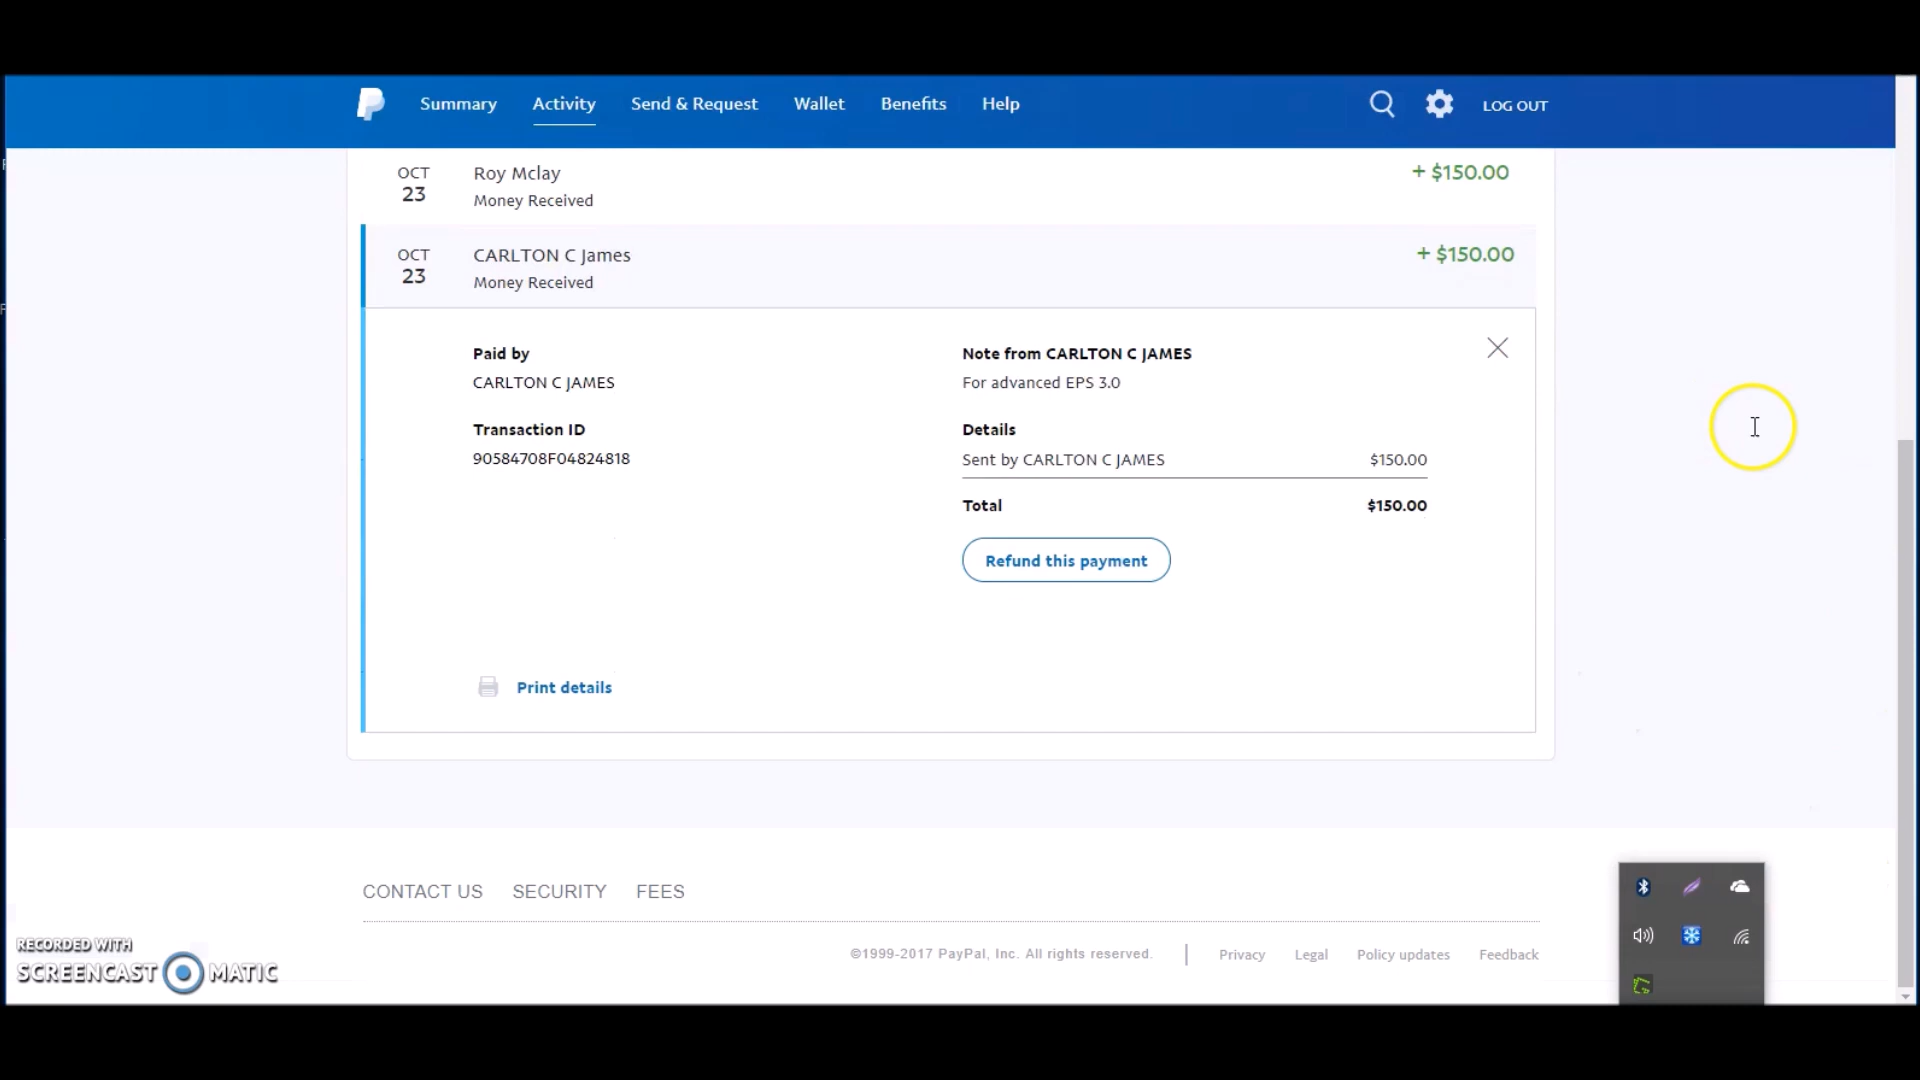 Summary Activity Send & Request Wallet Benefits Help LOG OUT
OCT 23 Roy Mclay + $150.00
Money Received
OCT 23 CARLTON C James + $150.00
Money Received
Paid by
CARLTON C JAMES
Transaction ID
90584708F04824818
Note from CARLTON C JAMES
For advanced EPS 3.0
Details
Sent by CARLTON C JAMES $150.00
Total $150.00
Refund this payment
Print details
CONTACT US SECURITY FEES
©1999-2017 PayPal, Inc. All rights reserved. | Privacy Legal Policy updates Feedback
RECORDED WITH
SCREENCAST MATIC